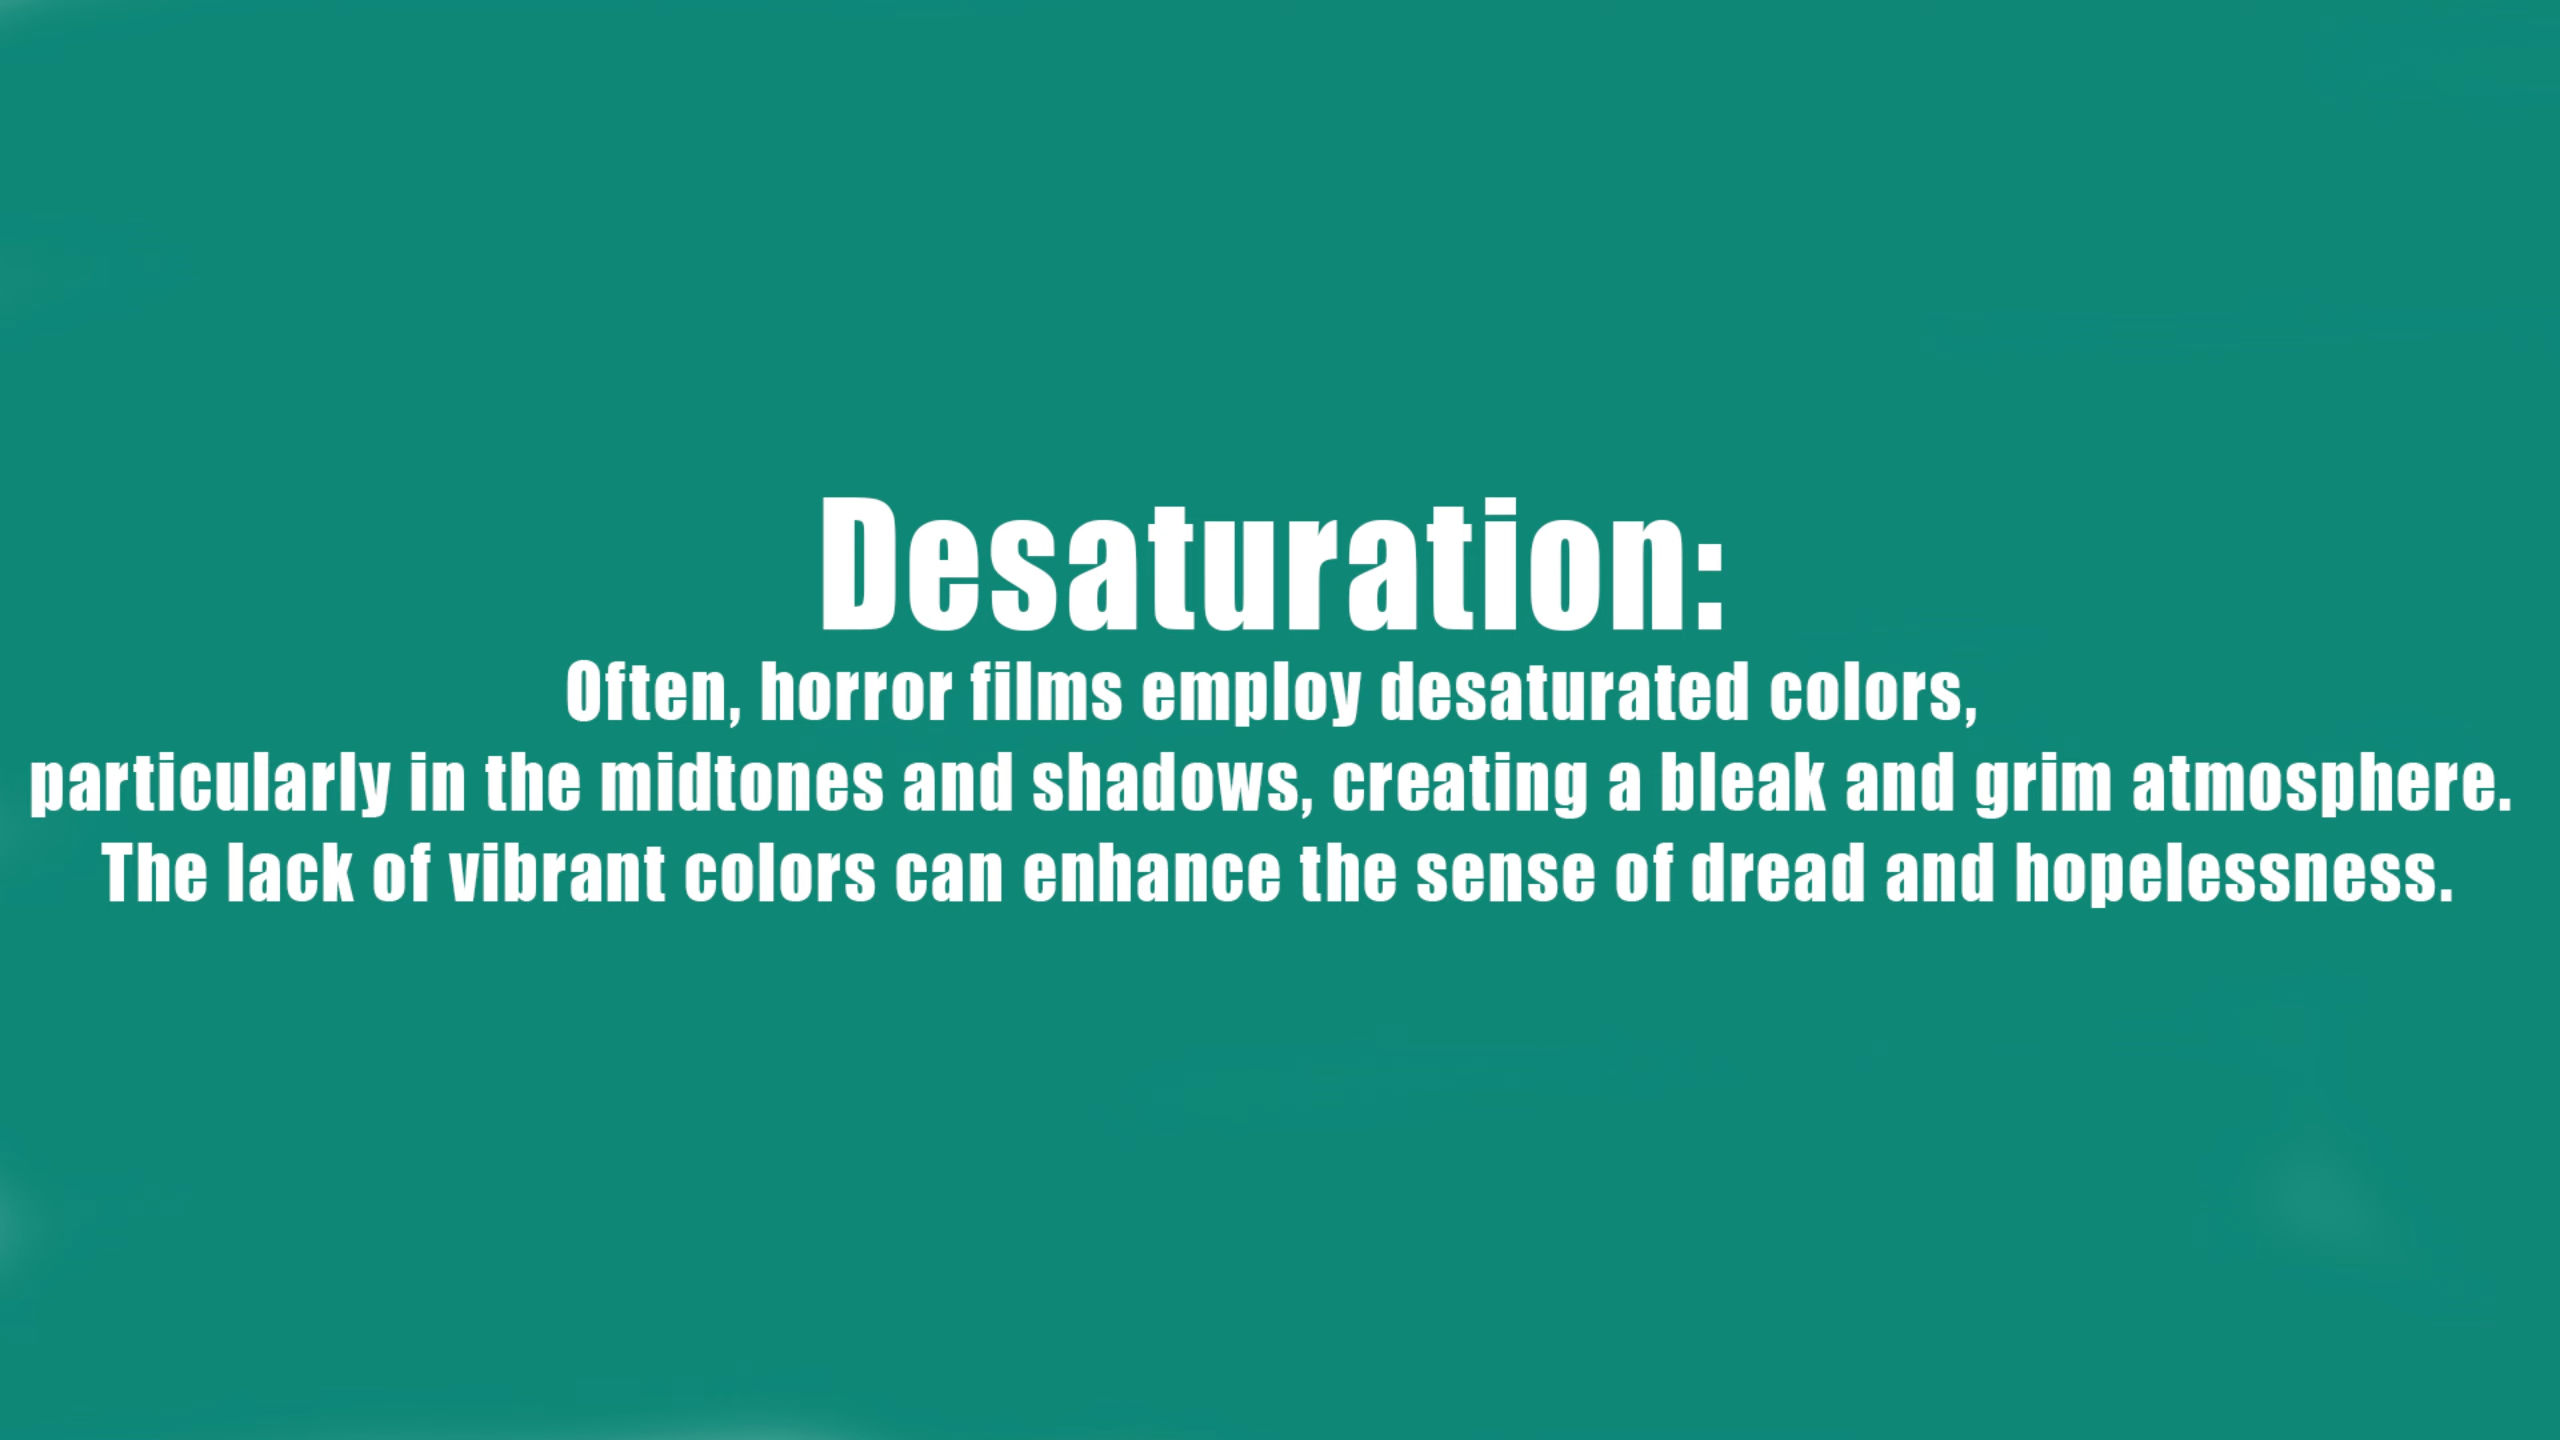 Desaturation:
Often, horror films employ desaturated colors,
particularly in the midtones and shadows, creating a bleak and grim atmosphere.
The lack of vibrant colors can enhance the sense of dread and hopelessness.